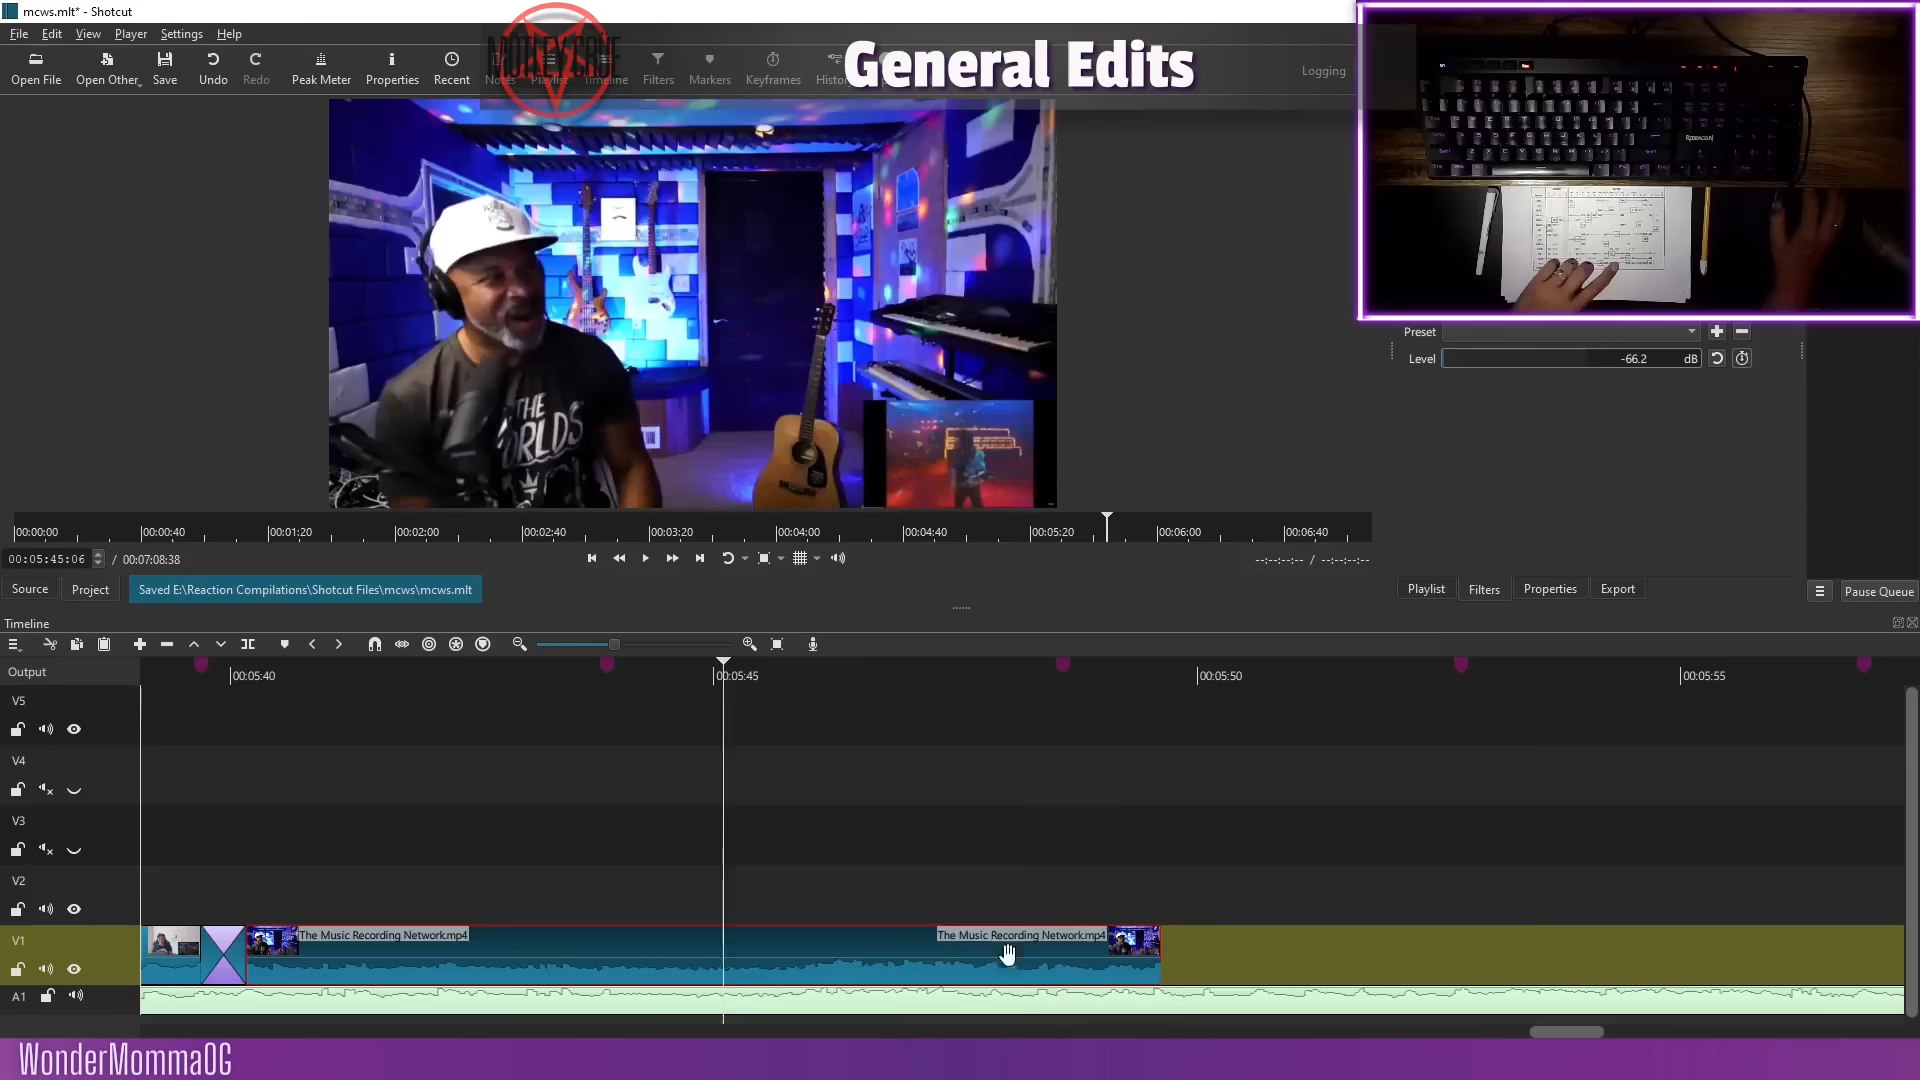 mcws.mlt* - Shotcut
File Edit View Player Settings Help
Open File Open Other Save Undo Redo Peak Meter Properties Recent Notes Playlist Timeline Filters Markers Keyframes Logging
MÖTLEY CRÜE
General Edits
REDRAGON
THE
WORLDS
Preset
Level -66.2 dB
00:00:00 00:00:40 00:01:20 00:02:00 00:02:40 00:03:20 00:04:00 00:04:40 00:05:20 00:06:00 00:06:40
00:05:45:06 / 00:07:08:38
--:--:--:-- / --:--:--:--
Source Project Saved E:\Reaction Compilations\Shotcut Files\mcws\mcws.mlt
Playlist Filters Properties Export Pause Queue
Timeline
Output 00:05:40 00:05:45 00:05:50 00:05:55
V5
V4
V3
V2
V1 The Music Recording Network.mp4 The Music Recording Network.mp4
A1
WonderMommaOG